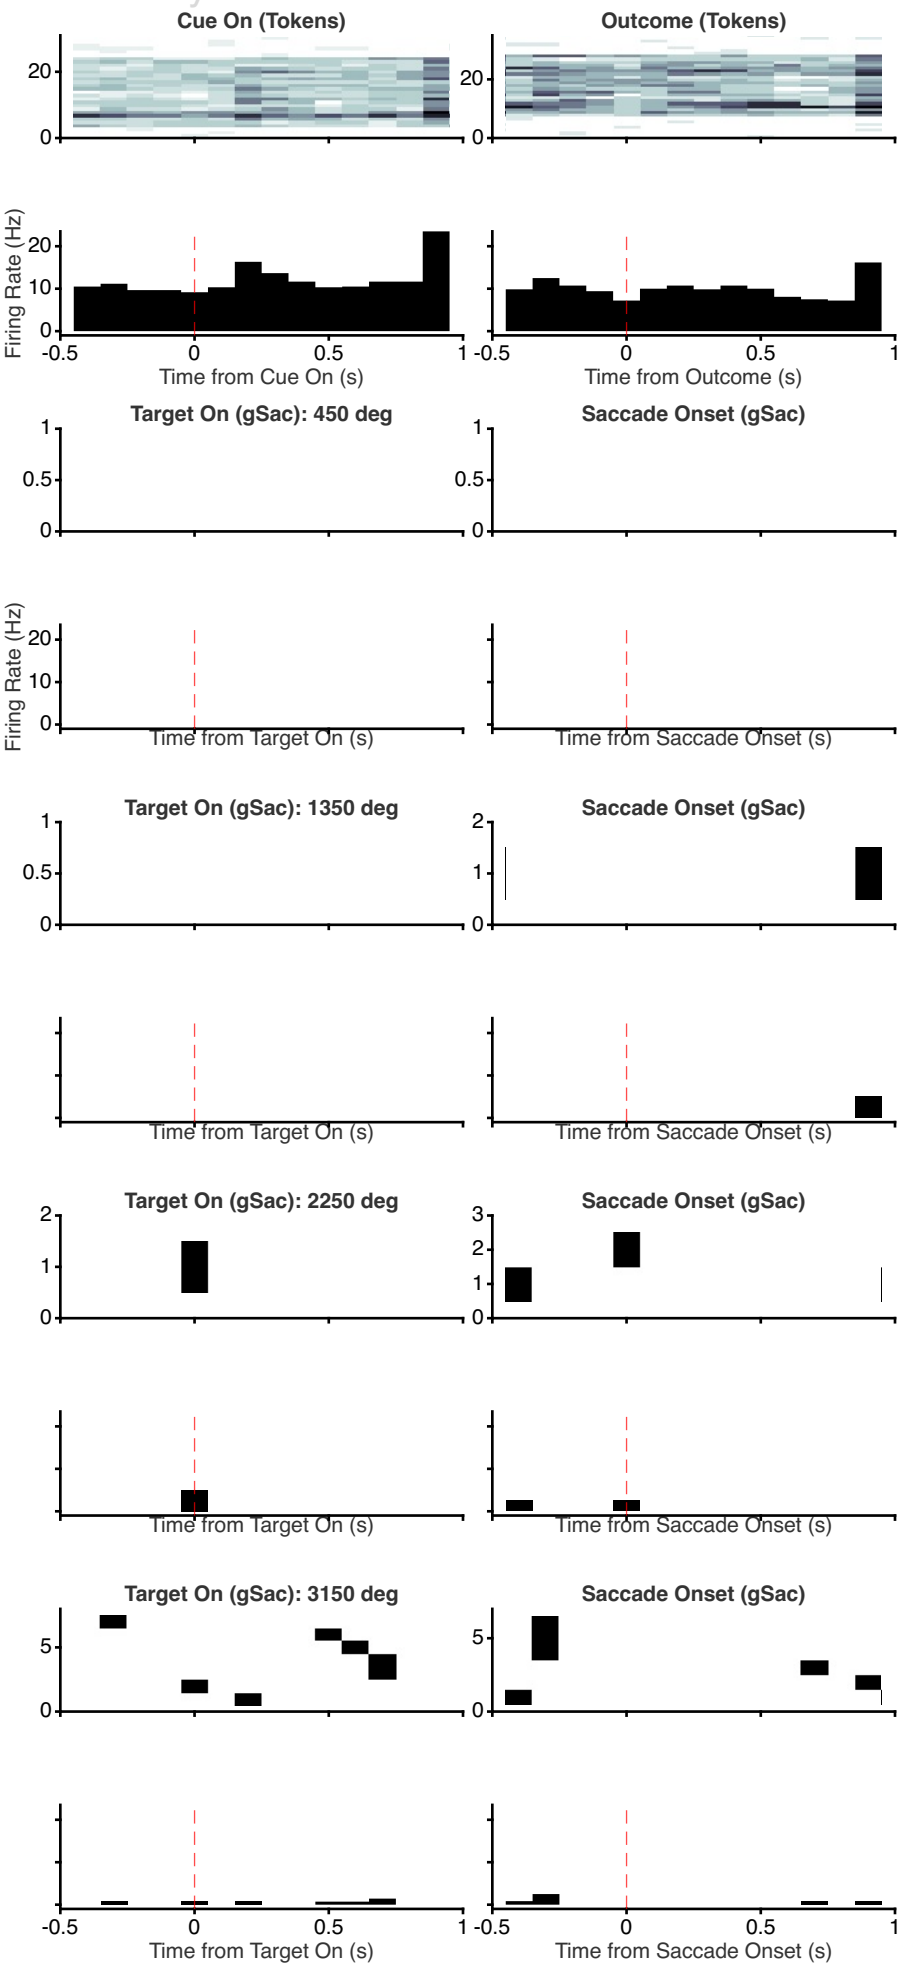 Cue On (Tokens)
Outcome (Tokens)
20
0
20
0
Firing Rate (Hz)
20
10
0
-0.5
0
0.5
1
-0.5
0
0.5
1
Time from Cue On (s)
Time from Outcome (s)
Target On (gSac): 450 deg
Saccade Onset (gSac)
1
0.5
0
1
0.5
0
Firing Rate (Hz)
20
10
0
Time from Target On (s)
Time from Saccade Onset (s)
Target On (gSac): 1350 deg
Saccade Onset (gSac)
1
0.5
0
2
1
0
Time from Target On (s)
Time from Saccade Onset (s)
Target On (gSac): 2250 deg
Saccade Onset (gSac)
2
1
0
3
2
1
0
Time from Target On (s)
Time from Saccade Onset (s)
Target On (gSac): 3150 deg
Saccade Onset (gSac)
5
0
5
0
-0.5
0
0.5
1
-0.5
0
0.5
1
Time from Target On (s)
Time from Saccade Onset (s)